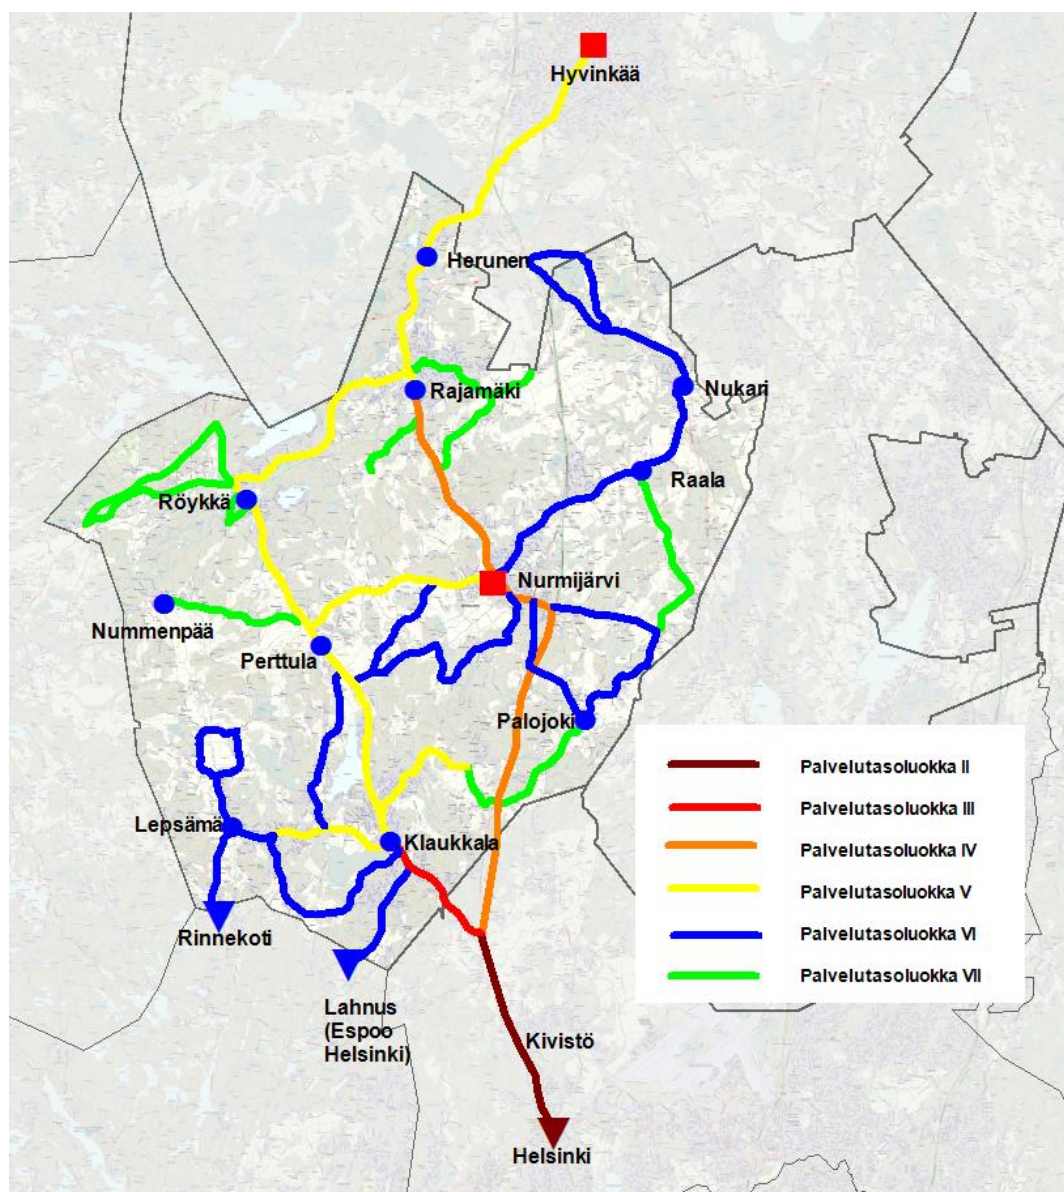 Hyvinkää
Herunen
Rajamäki
Nukari
Raala
Röykkä
Nurmijärvi
Nummenpää
Perttula
Palojoki
Palvelutasoluokka II
Palvelutasoluokka III
Lepsämä
Klaukkala
Palvelutasoluokka IV
Palvelutasoluokka V
Rinnekoti
Palvelutasoluokka VI
Palvelutasoluokka VII
Lahnus
(Espoo
Helsinki)
Kivistö
Helsinki